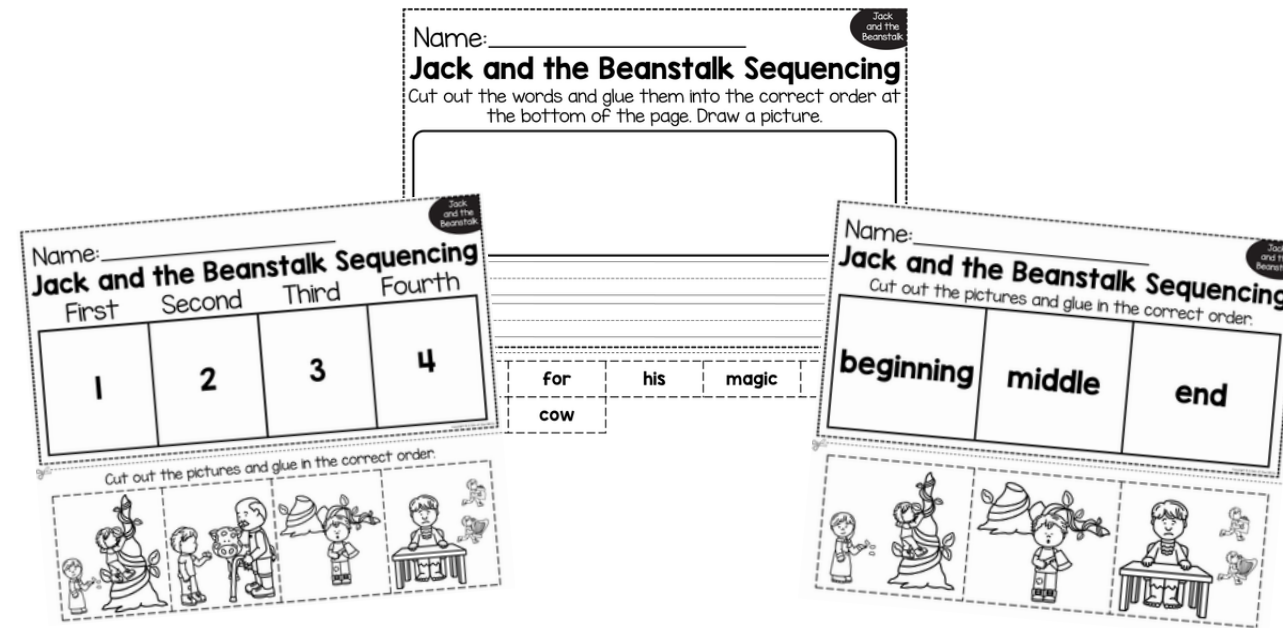 Jack
and the
Beanstalk
Name:
Jack and the Beanstalk Sequencing
Cut out the words and glue them into the correct order at
the bottom of the page. Draw a picture.
for
his
magic
cow
Jack
and the
Beanstalk
Name:
Jack and the Beanstalk Sequencing
First
Second
Third
Fourth
1
2
3
4
Cut out the pictures and glue in the correct order.
Jack
and th
Beanst
Name:
Jack and the Beanstalk Sequencing
Cut out the pictures and glue in the correct order.
beginning
middle
end